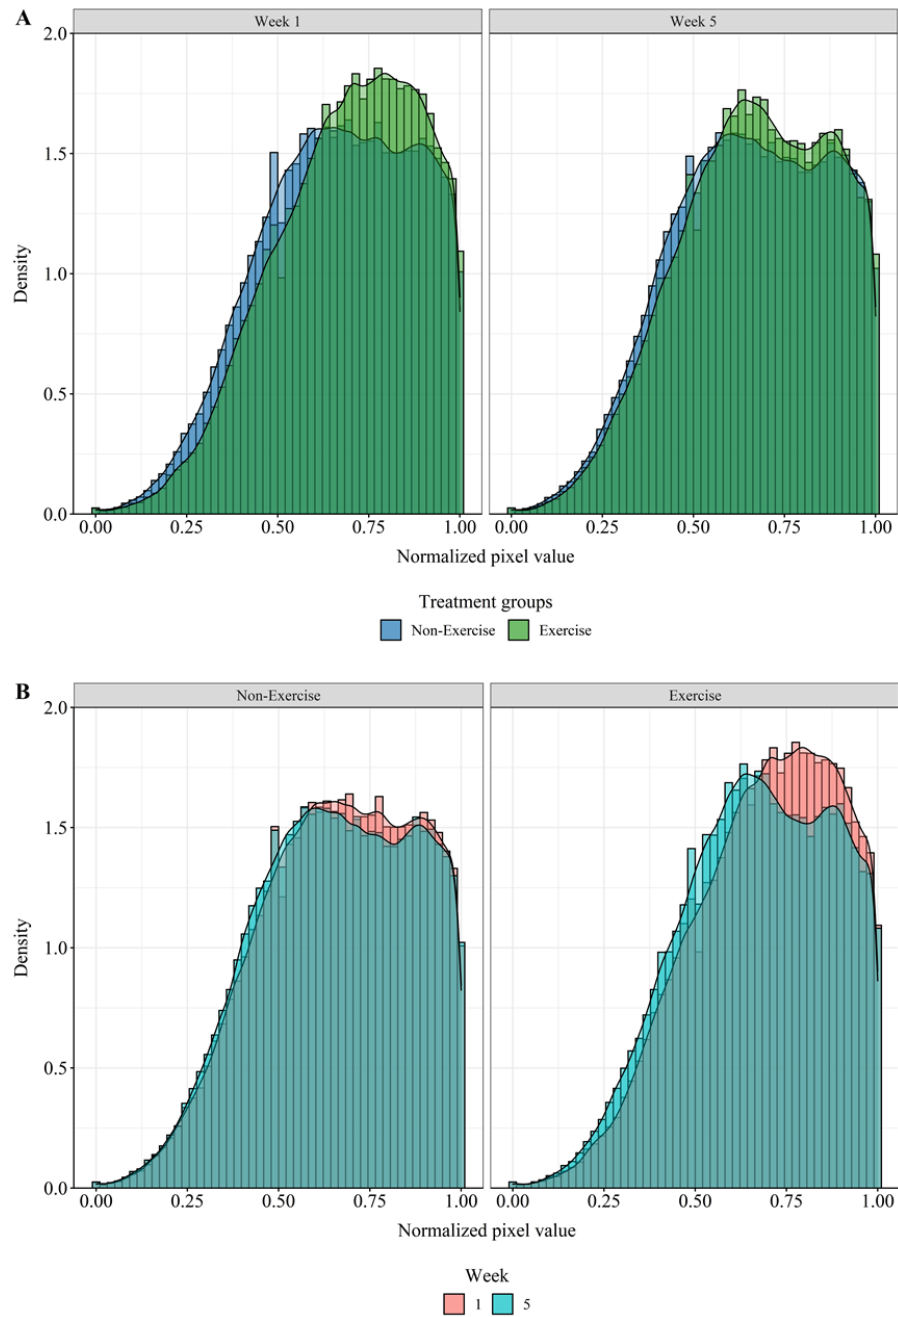 A
Week 1
Week 5
2.0
1.5
1.0
0.5
0.0
Density
0.00 0.25 0.50 0.75 1.00 0.00 0.25 0.50 0.75 1.00
Normalized pixel value
Treatment groups
Non-Exercise Exercise
B
Non-Exercise
Exercise
2.0
1.5
1.0
0.5
0.0
Density
0.00 0.25 0.50 0.75 1.00 0.00 0.25 0.50 0.75 1.00
Normalized pixel value
Week
1 5